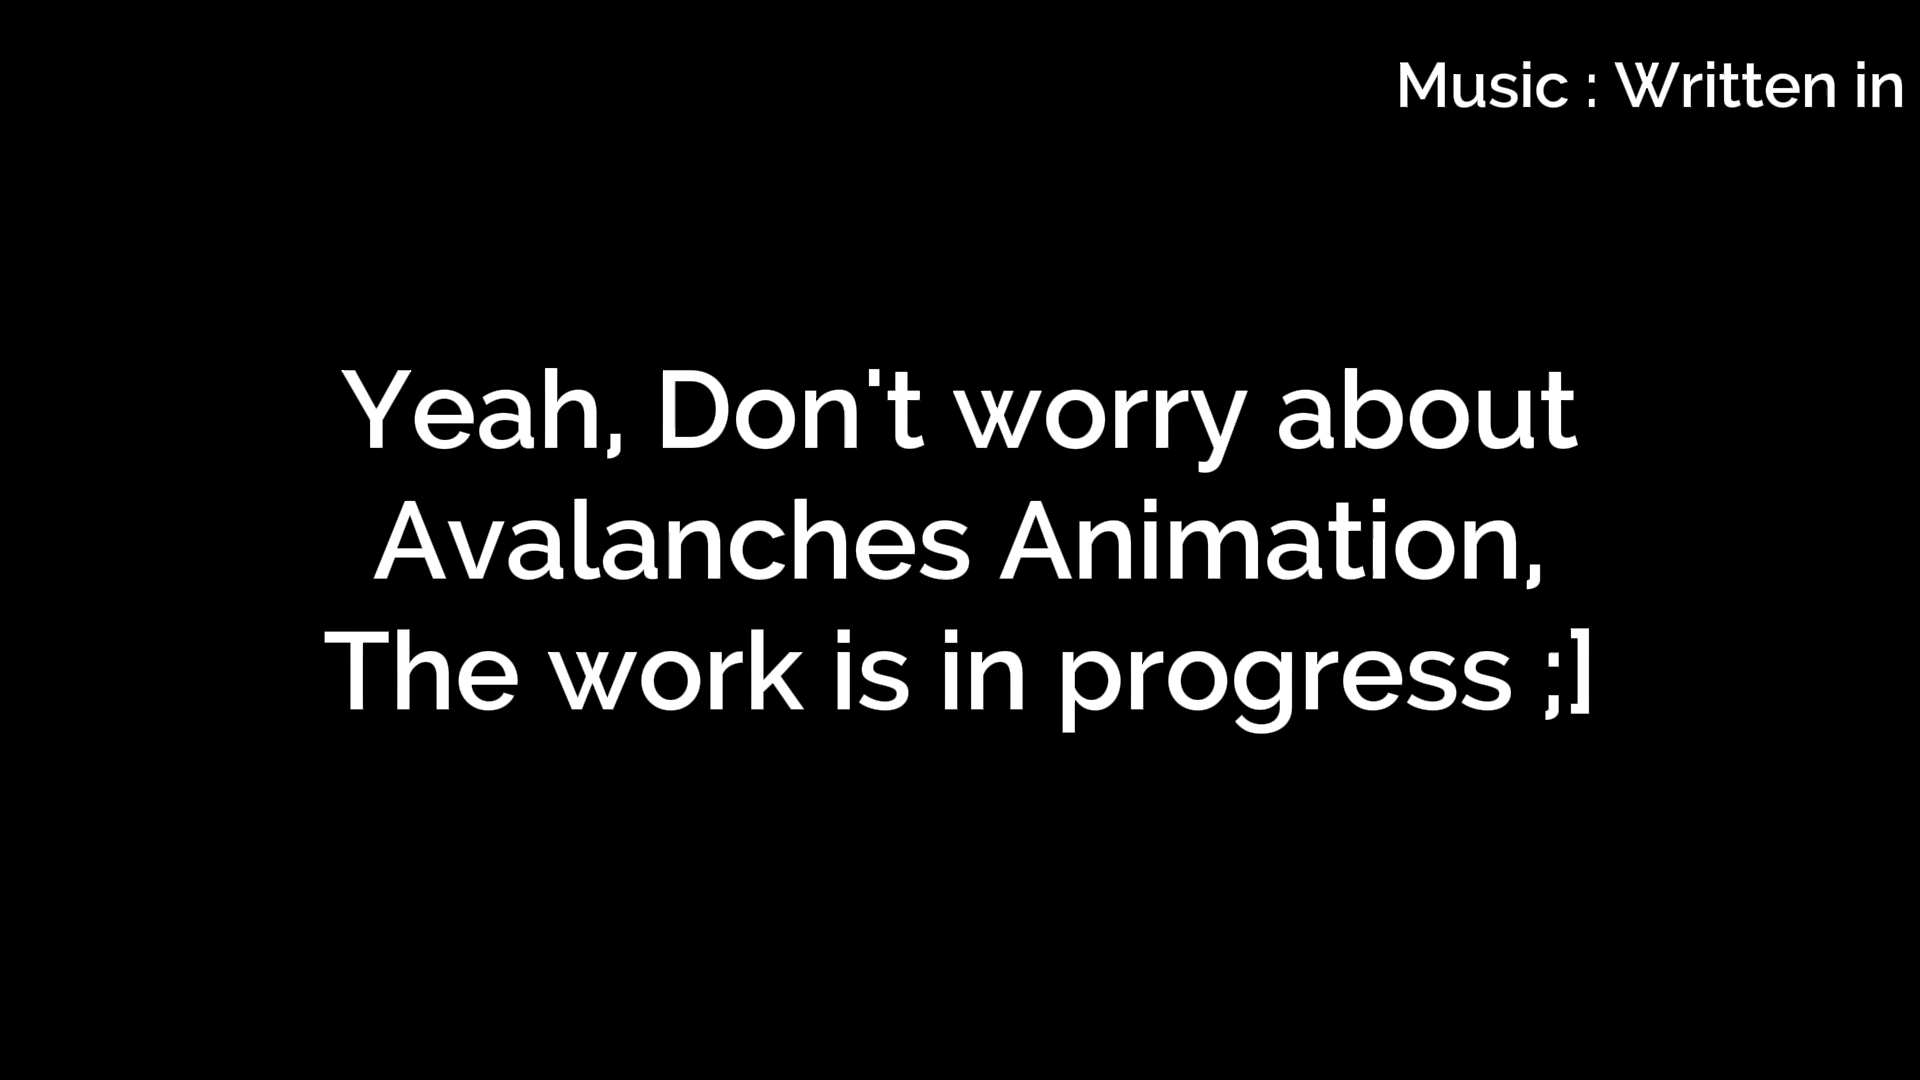 Music : Written in
Yeah, Don't worry about
Avalanches Animation,
The work is in progress ;]